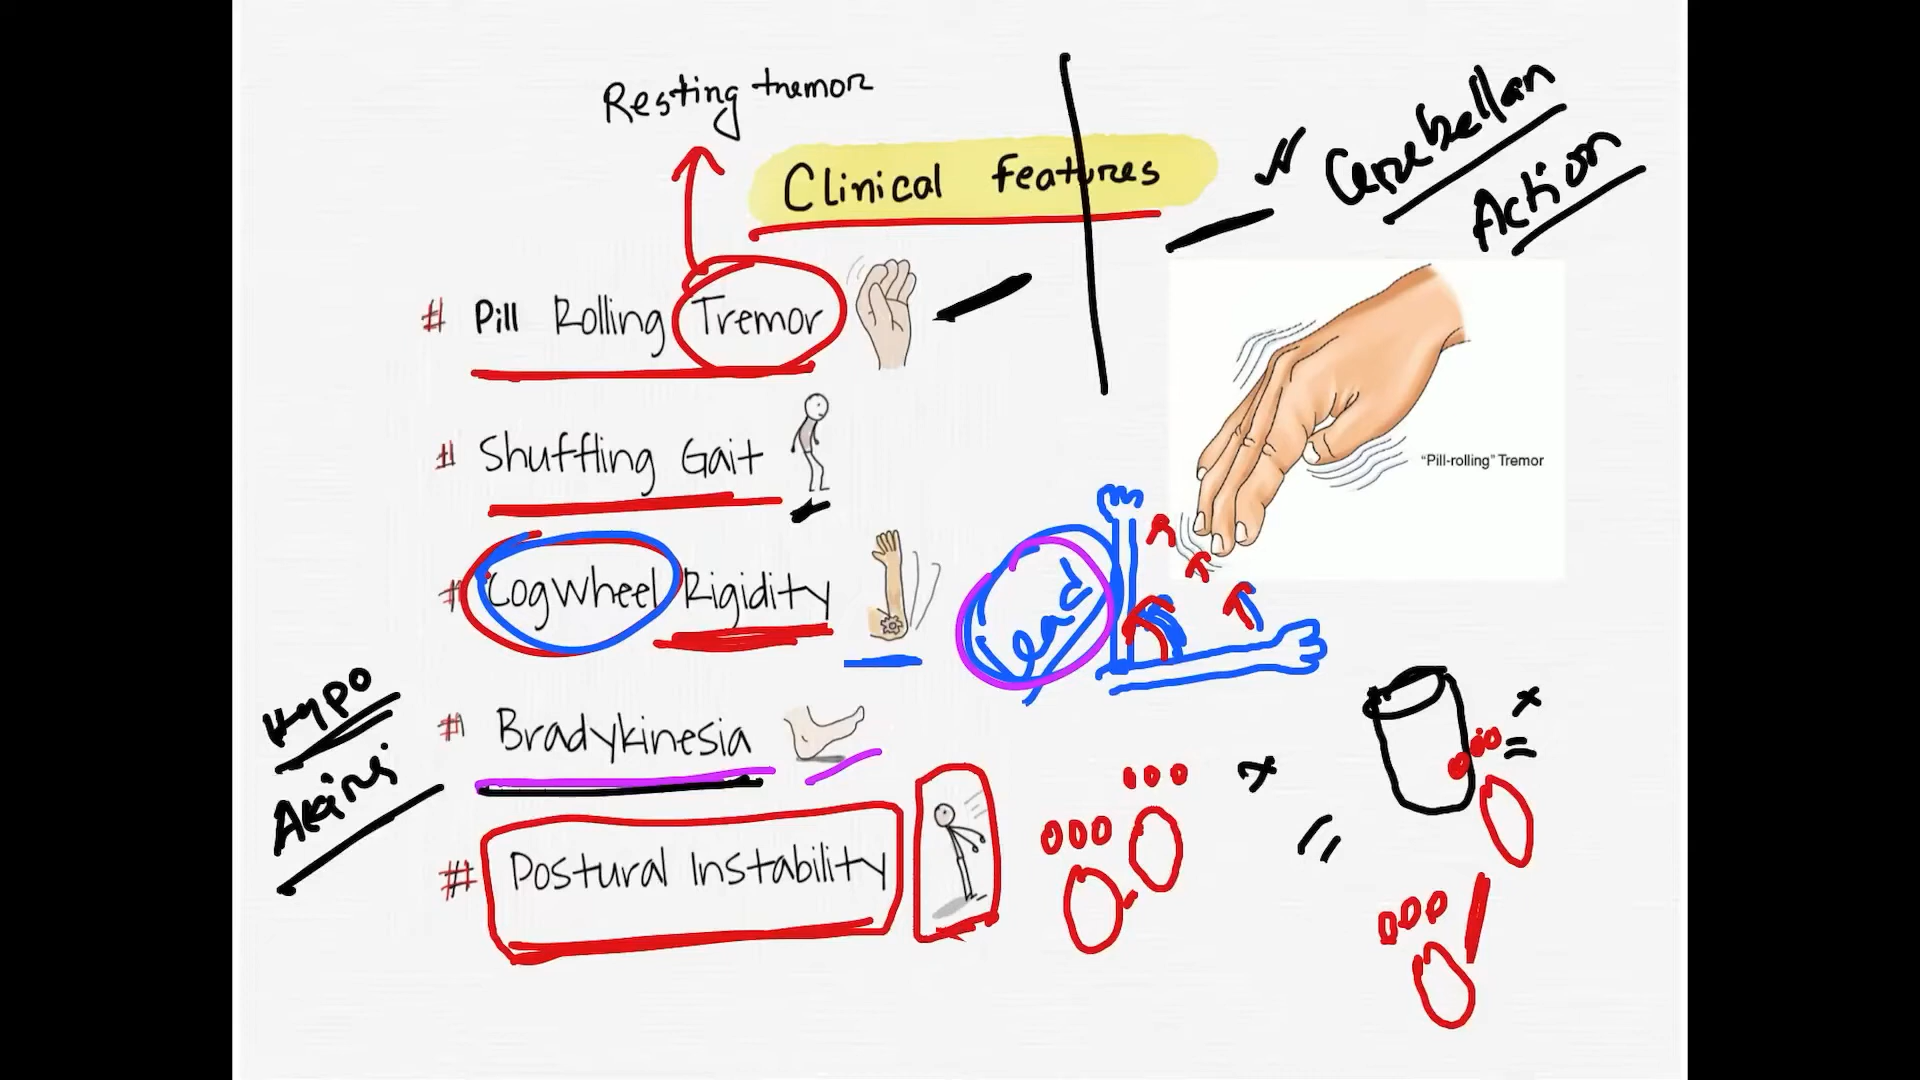 Resting tremor
Clinical features
Cerebellar
Action
# Pill Rolling Tremor
"Pill-rolling" Tremor
# Shuffling Gait
# Cogwheel Rigidity
lead
Hypo
# Bradykinesia
# Postural Instability